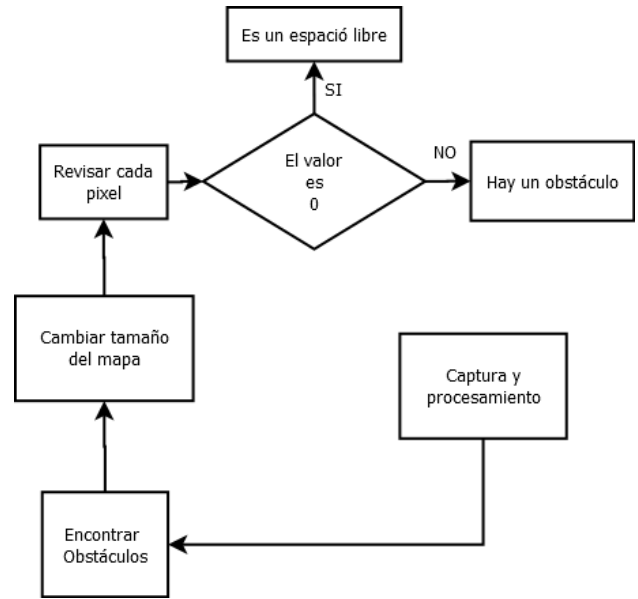 Es un espació libre
SI
El valor
es
0
NO
Revisar cada
pixel
Hay un obstáculo
Cambiar tamaño
del mapa
Captura y
procesamiento
Encontrar
Obstáculos